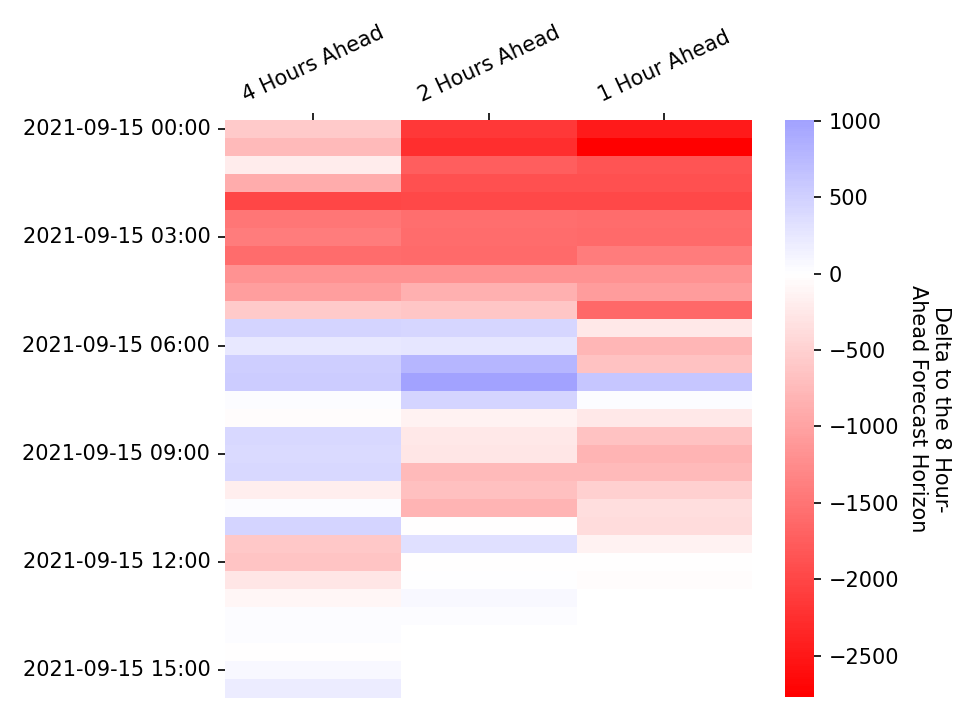 4 Hours Ahead
2 Hours Ahead
1 Hour Ahead
2021-09-15 00:00
2021-09-15 03:00
2021-09-15 06:00
2021-09-15 09:00
2021-09-15 12:00
2021-09-15 15:00
1000
500
0
−500
−1000
−1500
−2000
−2500
Delta to the 8 Hour-
Ahead Forecast Horizon